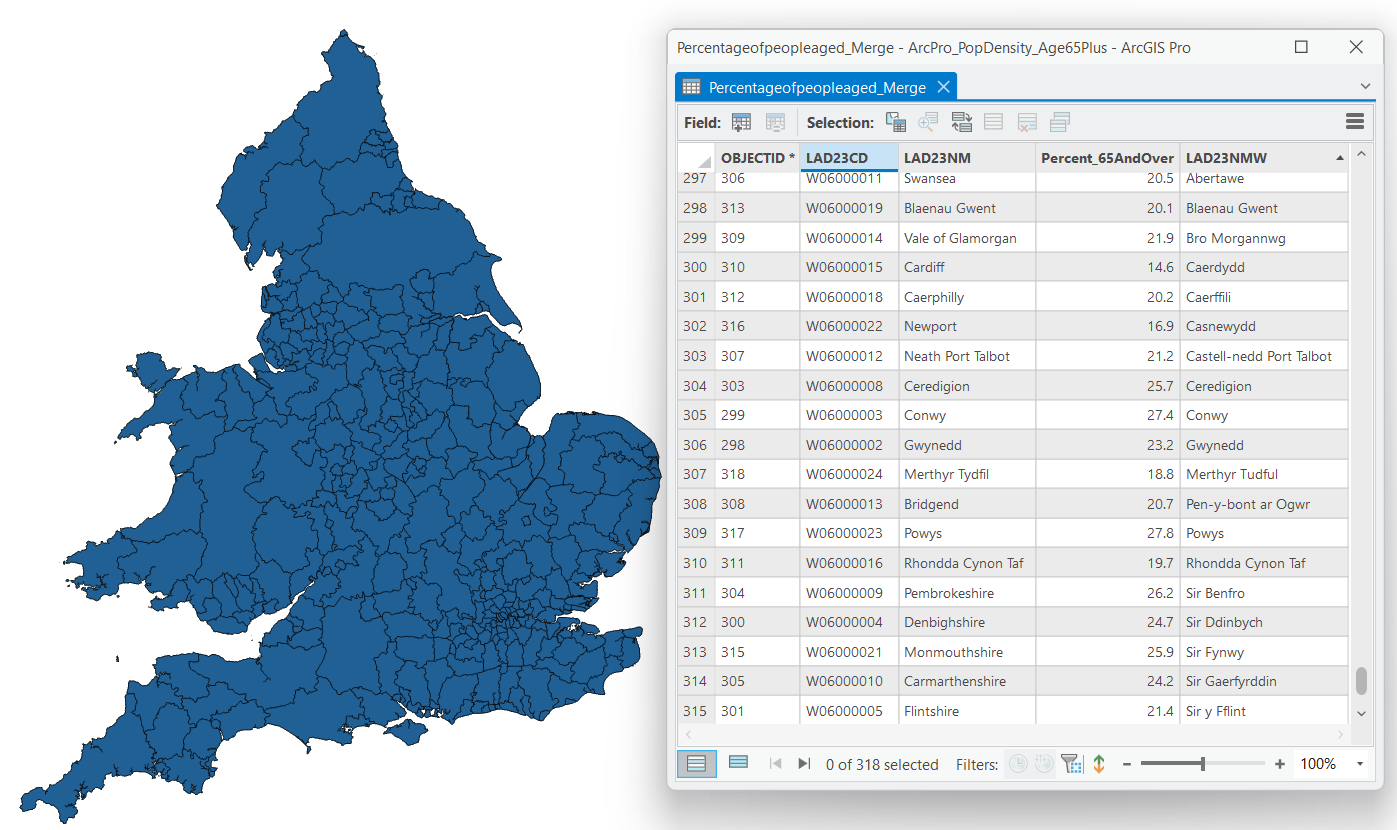 Percentageofpeopleaged_Merge - ArcPro_PopDensity_Age65Plus - ArcGIS Pro
Percentageofpeopleaged_Merge
Field: Selection:
OBJECTID * LAD23CD LAD23NM Percent_65AndOver LAD23NMW
297 306 W06000011 Swansea 20.5 Abertawe
298 313 W06000019 Blaenau Gwent 20.1 Blaenau Gwent
299 309 W06000014 Vale of Glamorgan 21.9 Bro Morgannwg
300 310 W06000015 Cardiff 14.6 Caerdydd
301 312 W06000018 Caerphilly 20.2 Caerffili
302 316 W06000022 Newport 16.9 Casnewydd
303 307 W06000012 Neath Port Talbot 21.2 Castell-nedd Port Talbot
304 303 W06000008 Ceredigion 25.7 Ceredigion
305 299 W06000003 Conwy 27.4 Conwy
306 298 W06000002 Gwynedd 23.2 Gwynedd
307 318 W06000024 Merthyr Tydfil 18.8 Merthyr Tudful
308 308 W06000013 Bridgend 20.7 Pen-y-bont ar Ogwr
309 317 W06000023 Powys 27.8 Powys
310 311 W06000016 Rhondda Cynon Taf 19.7 Rhondda Cynon Taf
311 304 W06000009 Pembrokeshire 26.2 Sir Benfro
312 300 W06000004 Denbighshire 24.7 Sir Ddinbych
313 315 W06000021 Monmouthshire 25.9 Sir Fynwy
314 305 W06000010 Carmarthenshire 24.2 Sir Gaerfyrddin
315 301 W06000005 Flintshire 21.4 Sir y Fflint
0 of 318 selected Filters: 100%